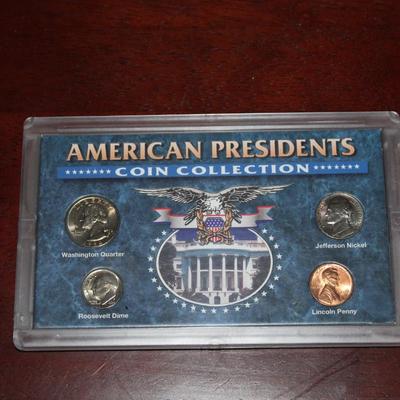 AMERICAN PRESIDENTS
COIN COLLECTION
Washington Quarter
Jefferson Nickel
Roosevelt Dime
Lincoln Penny